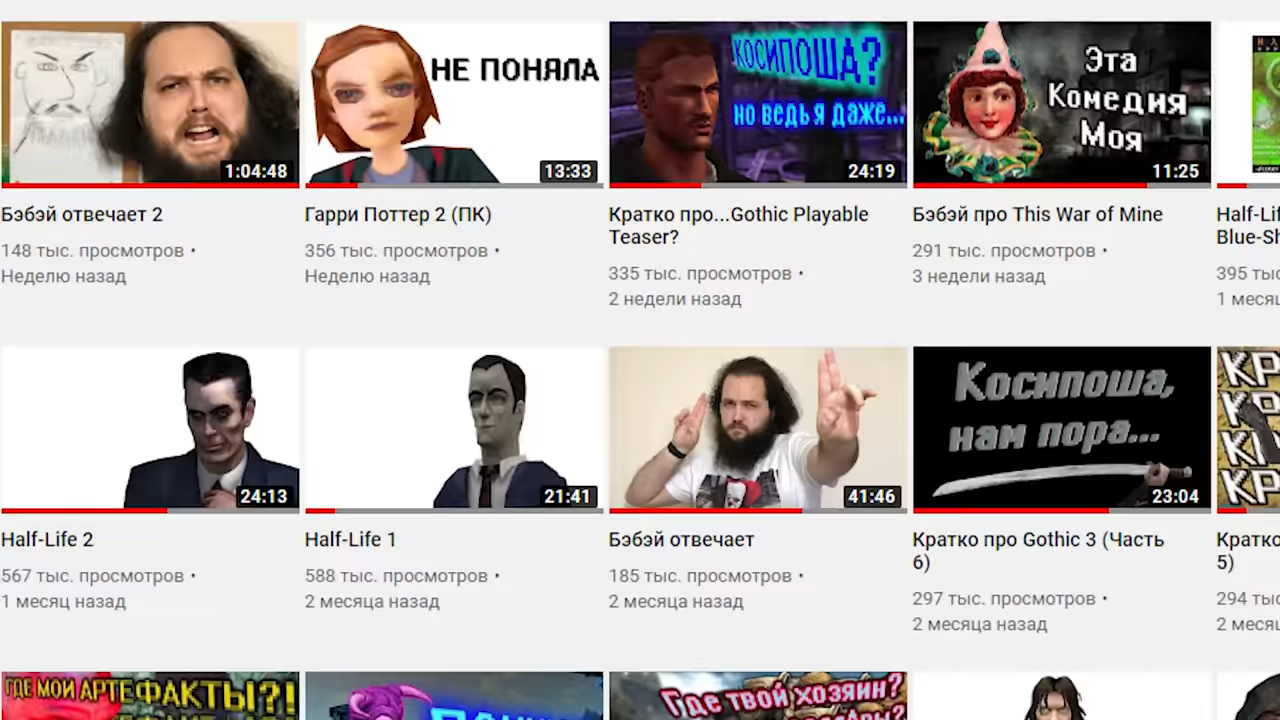 НЕ ПОНЯЛА
КОСИПОША?
но ведь я даже...
Эта
Комедия
Моя
1:04:48
13:33
24:19
11:25
Бэбэй отвечает 2
Гарри Поттер 2 (ПК)
Кратко про...Gothic Playable
Teaser?
Бэбэй про This War of Mine
148 тыс. просмотров •
Неделю назад
356 тыс. просмотров •
Неделю назад
335 тыс. просмотров •
2 недели назад
291 тыс. просмотров •
3 недели назад
395 тыс
1 меся
Косипоша,
нам пора...
24:13
21:41
41:46
23:04
Half-Life 2
Half-Life 1
Бэбэй отвечает
Кратко про Gothic 3 (Часть
6)
Кратко
5)
567 тыс. просмотров •
1 месяц назад
588 тыс. просмотров •
2 месяца назад
185 тыс. просмотров •
2 месяца назад
297 тыс. просмотров •
2 месяца назад
294 тыс
2 меся
ГДЕ МОИ АРТЕФАКТЫ?!
Где твой хозяин?